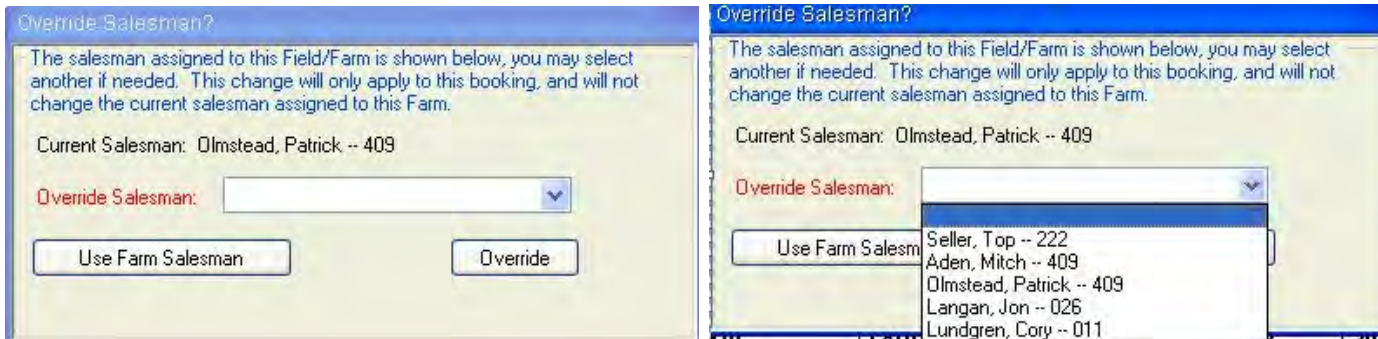 Override Salesman?
The salesman assigned to this Field/Farm is shown below, you may select
another if needed. This change will only apply to this booking, and will not
change the current salesman assigned to this Farm.
Current Salesman: Olmstead, Patrick -- 409
Override Salesman:
Use Farm Salesman
Override
Override Salesman?
The salesman assigned to this Field/Farm is shown below, you may select
another if needed. This change will only apply to this booking, and will not
change the current salesman assigned to this Farm.
Current Salesman: Olmstead, Patrick -- 409
Override Salesman:
Use Farm Salesm
Seller, Top -- 222
Aden, Mitch -- 409
Olmstead, Patrick -- 409
Langan, Jon -- 026
Lundgren, Cory -- 011